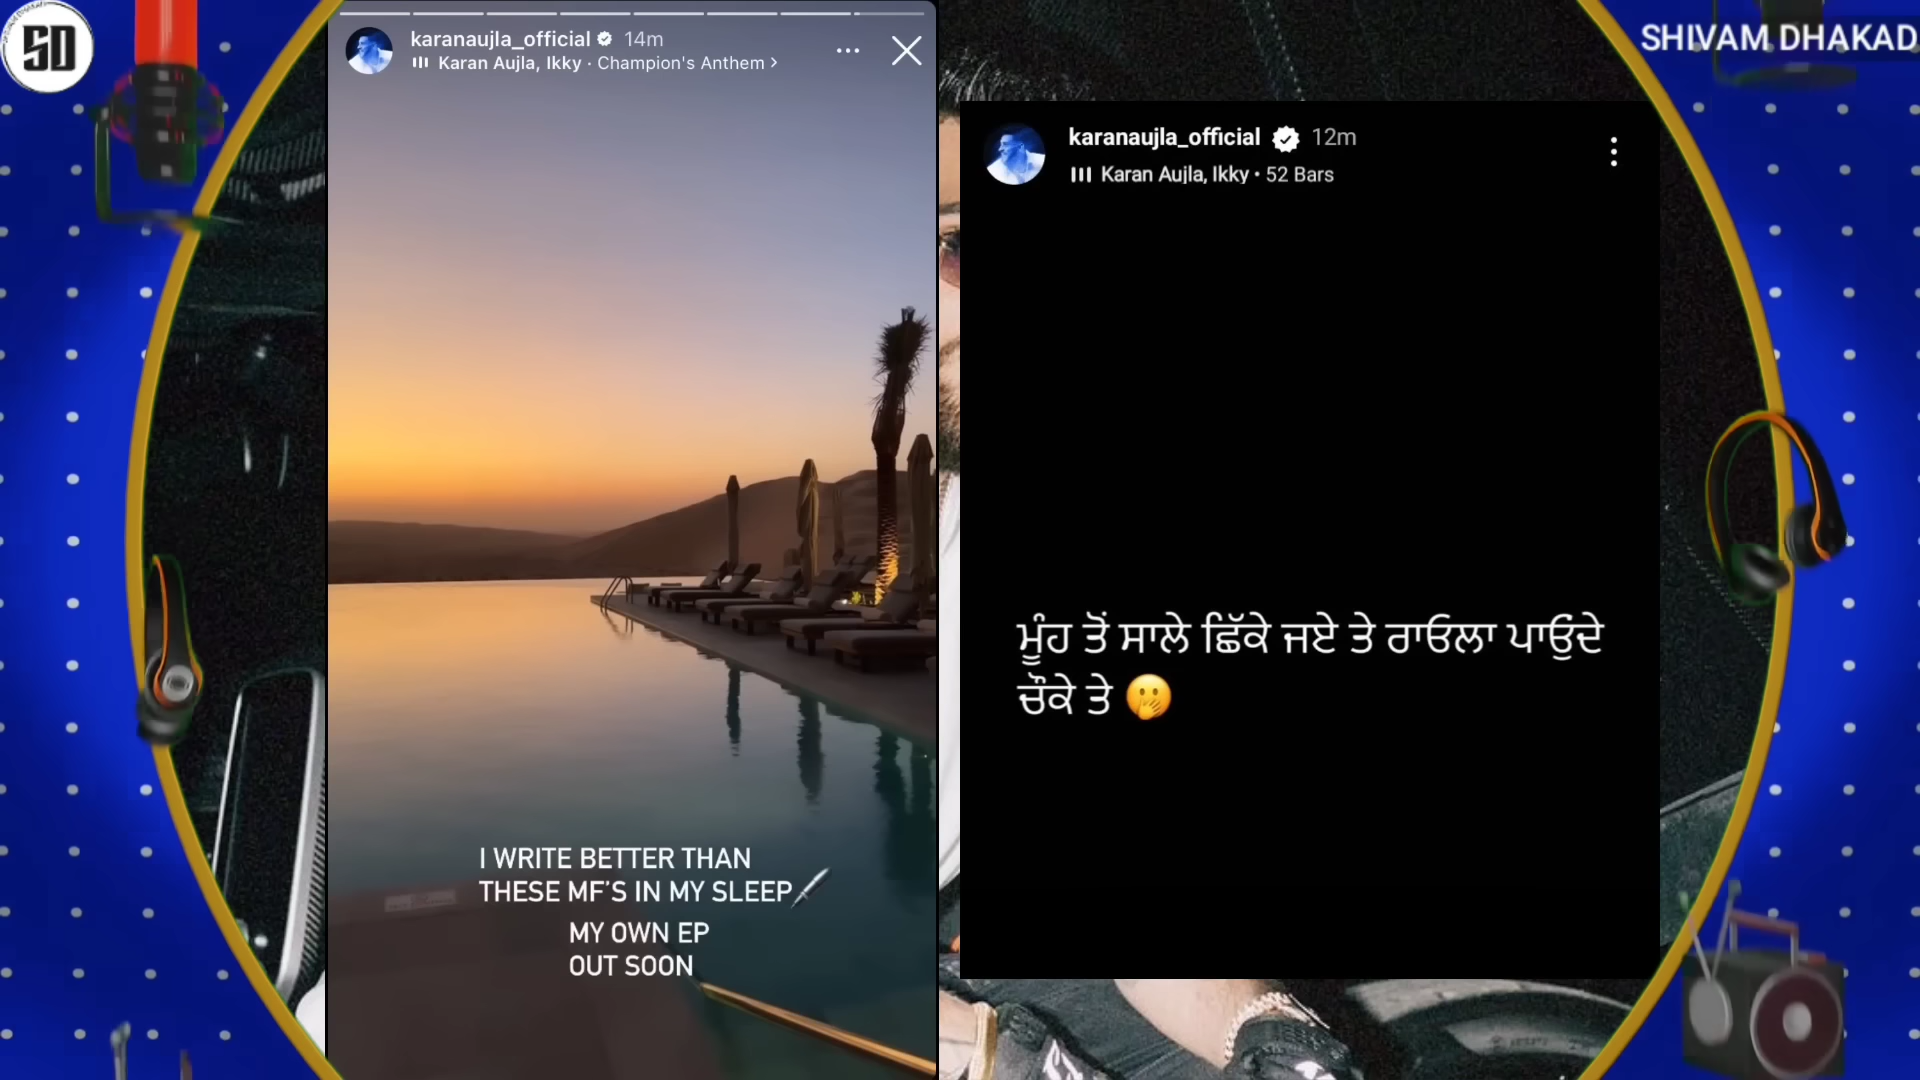 SD
SHIVAM DHAKAD
karanaujla_official 14m
Karan Aujla, Ikky · Champion's Anthem >
I WRITE BETTER THAN
THESE MF'S IN MY SLEEP
MY OWN EP
OUT SOON
karanaujla_official 12m
Karan Aujla, Ikky • 52 Bars
ਮੂੰਹ ਤੋਂ ਸਾਲੇ ਛਿੱਕੇ ਜਏ ਤੇ ਰਾਓਲਾ ਪਾਉਂਦੇ
ਚੌਕੇ ਤੇ 🫢